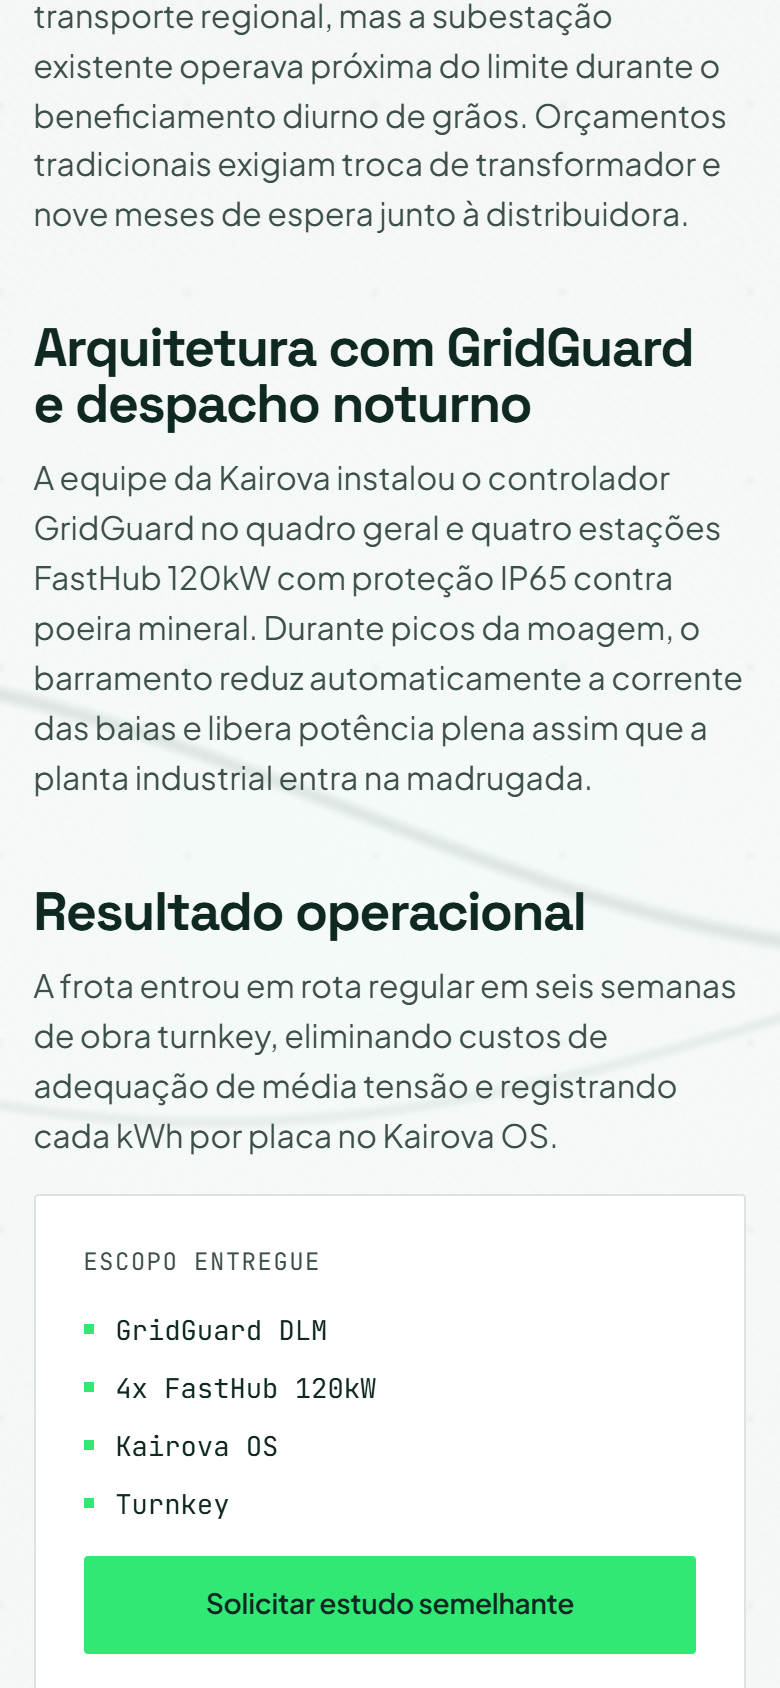 transporte regional, mas a subestação
existente operava próxima do limite durante o
beneficiamento diurno de grãos. Orçamentos
tradicionais exigiam troca de transformador e
nove meses de espera junto à distribuidora.
Arquitetura com GridGuard
e despacho noturno
A equipe da Kairova instalou o controlador
GridGuard no quadro geral e quatro estações
FastHub 120kW com proteção IP65 contra
poeira mineral. Durante picos da moagem, o
barramento reduz automaticamente a corrente
das baias e libera potência plena assim que a
planta industrial entra na madrugada.
Resultado operacional
A frota entrou em rota regular em seis semanas
de obra turnkey, eliminando custos de
adequação de média tensão e registrando
cada kWh por placa no Kairova OS.
ESCOPO ENTREGUE
GridGuard DLM
4x FastHub 120kW
Kairova OS
Turnkey
Solicitar estudo semelhante